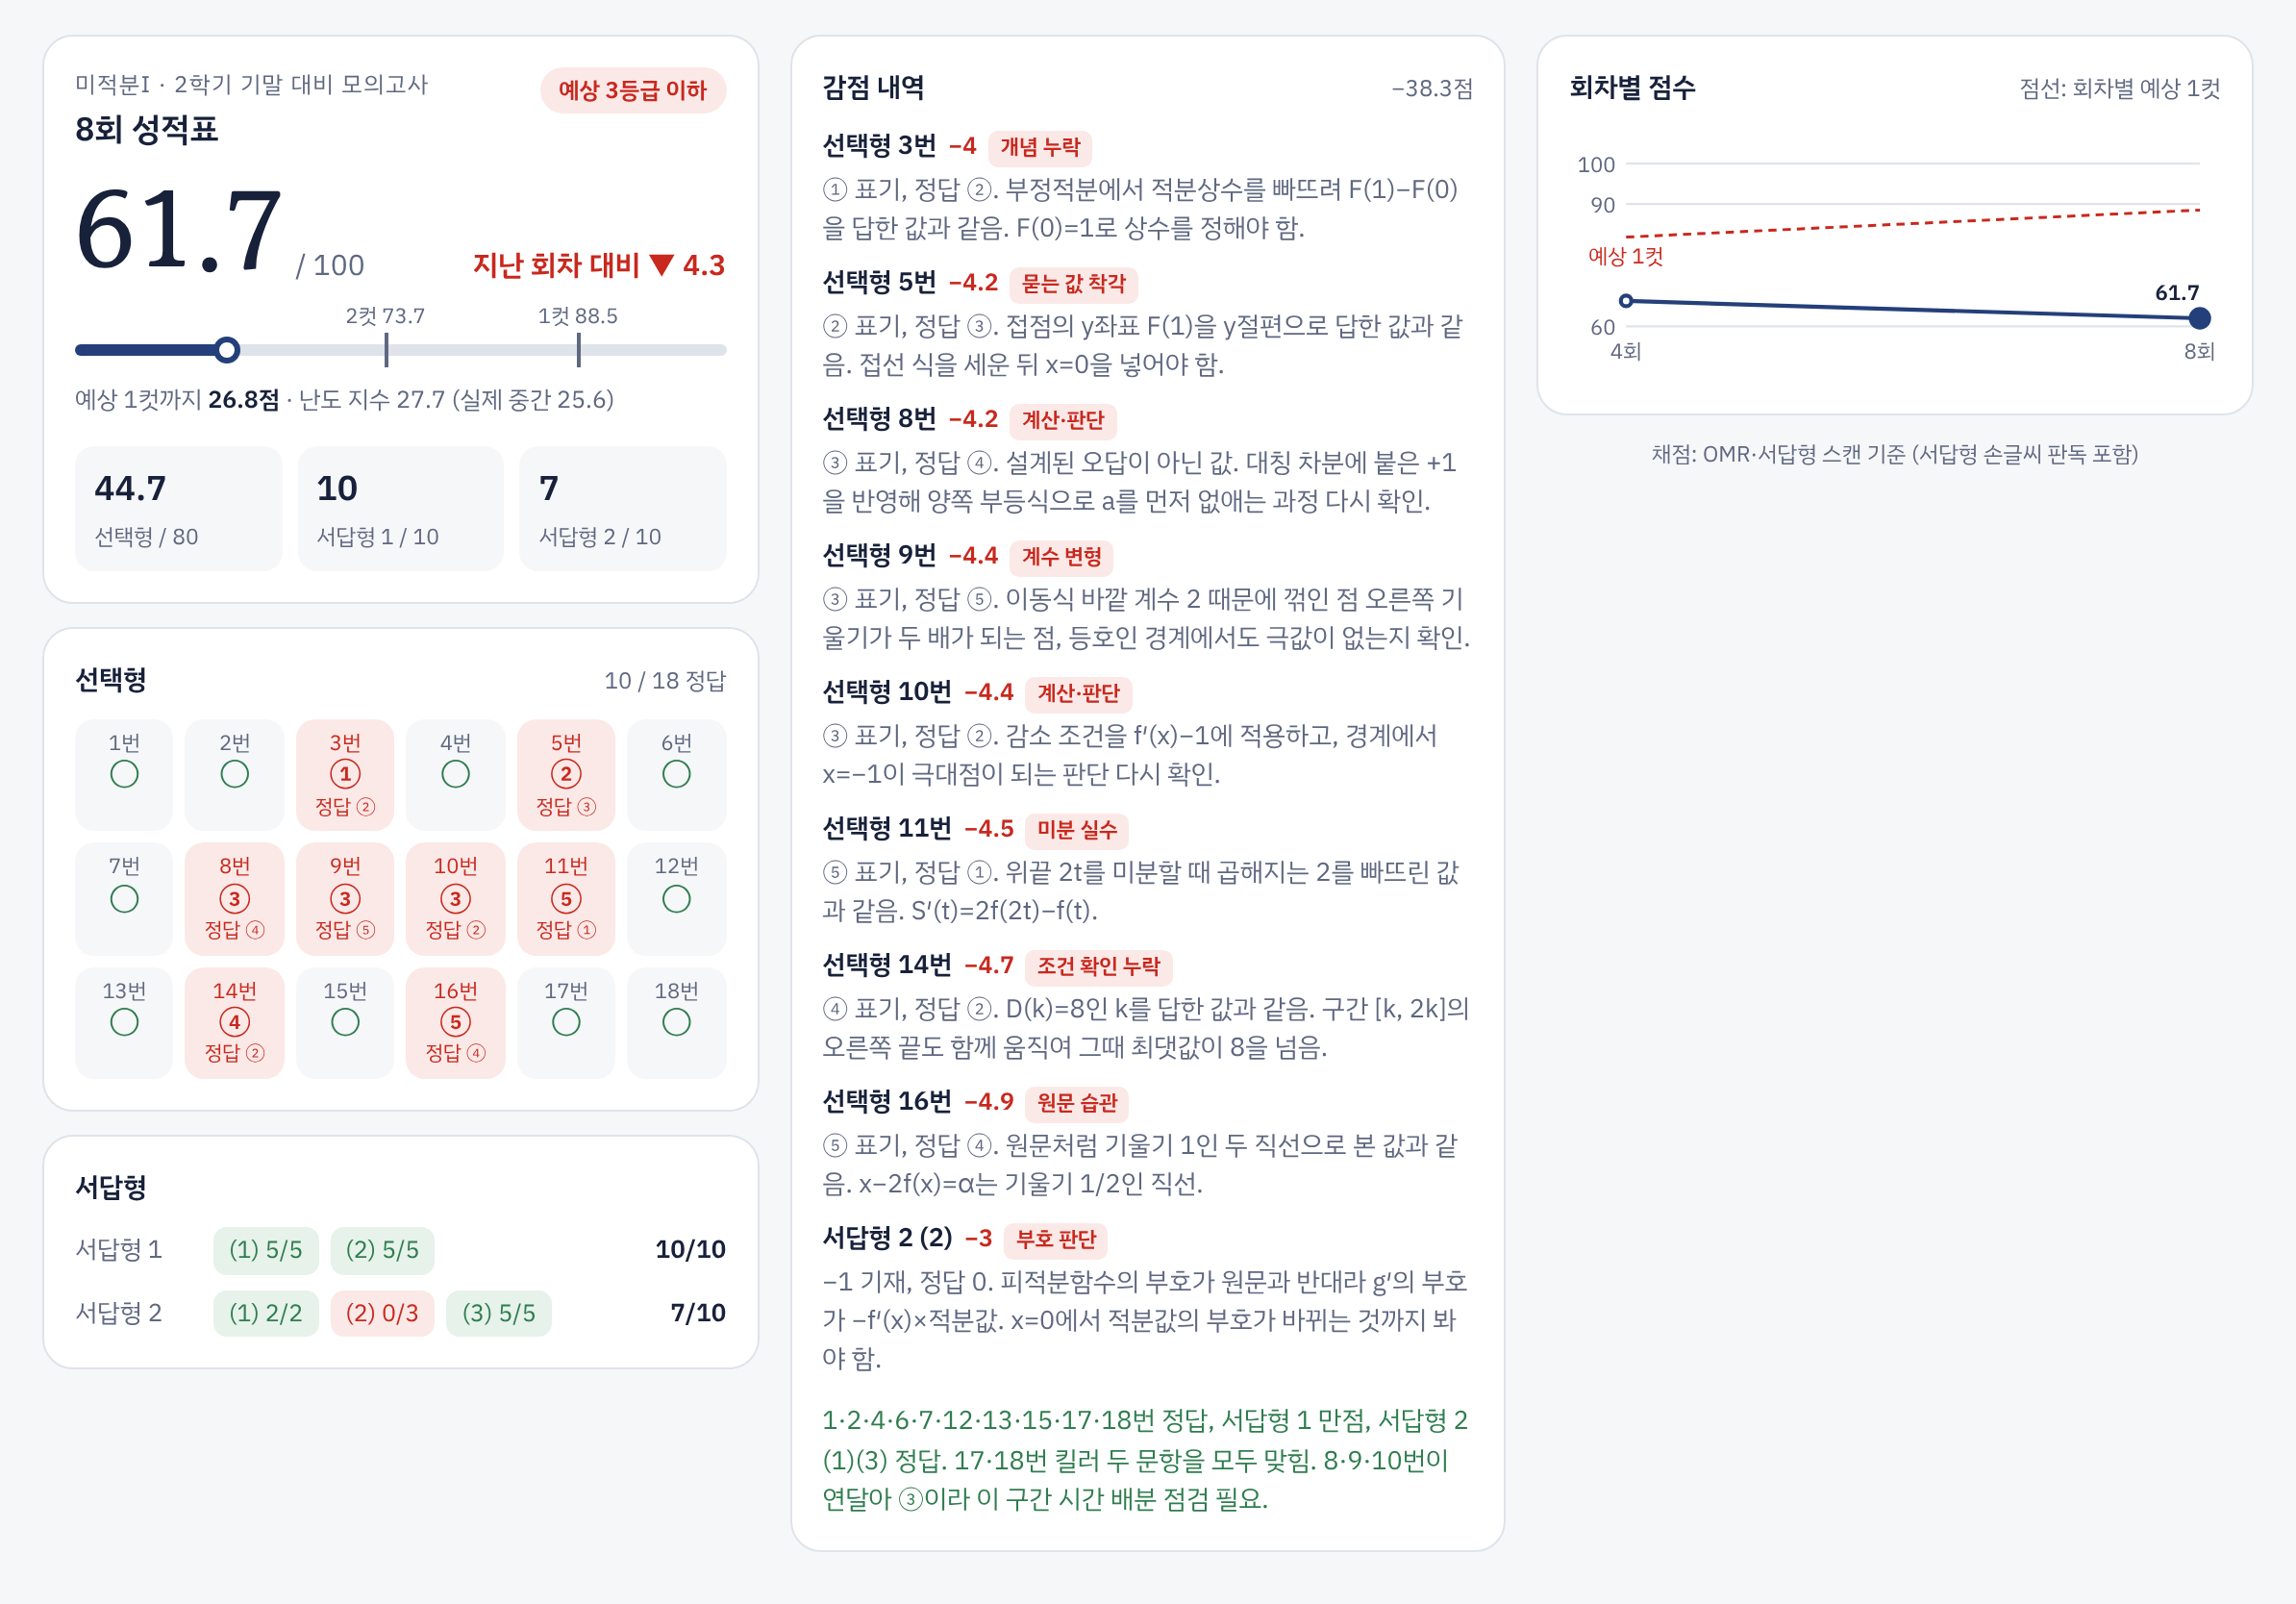 미적분Ⅰ · 2학기 기말 대비 모의고사
8회 성적표
예상 3등급 이하
61.7 / 100
지난 회차 대비 ▼ 4.3
2컷 73.7
1컷 88.5
예상 1컷까지 26.8점 · 난도 지수 27.7 (실제 중간 25.6)
44.7
선택형 / 80
10
서답형 1 / 10
7
서답형 2 / 10
선택형
10 / 18 정답
1번 2번 3번 4번 5번 6번
○ ○ ① ○ ② ○
정답 ② 정답 ③
7번 8번 9번 10번 11번 12번
○ ③ ③ ③ ⑤ ○
정답 ④ 정답 ⑤ 정답 ② 정답 ①
13번 14번 15번 16번 17번 18번
○ ④ ○ ⑤ ○ ○
정답 ② 정답 ④
서답형
서답형 1 (1) 5/5 (2) 5/5 10/10
서답형 2 (1) 2/2 (2) 0/3 (3) 5/5 7/10
감점 내역
−38.3점
선택형 3번 −4 개념 누락
① 표기, 정답 ②. 부정적분에서 적분상수를 빠뜨려 F(1)−F(0)
을 답한 값과 같음. F(0)=1로 상수를 정해야 함.
선택형 5번 −4.2 묻는 값 착각
② 표기, 정답 ③. 접점의 y좌표 F(1)을 y절편으로 답한 값과 같
음. 접선 식을 세운 뒤 x=0을 넣어야 함.
선택형 8번 −4.2 계산·판단
③ 표기, 정답 ④. 설계된 오답이 아닌 값. 대칭 차분에 붙은 +1
을 반영해 양쪽 부등식으로 a를 먼저 없애는 과정 다시 확인.
선택형 9번 −4.4 계수 변형
③ 표기, 정답 ⑤. 이동식 바깥 계수 2 때문에 꺾인 점 오른쪽 기
울기가 두 배가 되는 점, 등호인 경계에서도 극값이 없는지 확인.
선택형 10번 −4.4 계산·판단
③ 표기, 정답 ②. 감소 조건을 f′(x)−1에 적용하고, 경계에서
x=−1이 극대점이 되는 판단 다시 확인.
선택형 11번 −4.5 미분 실수
⑤ 표기, 정답 ①. 위끝 2t를 미분할 때 곱해지는 2를 빠뜨린 값
과 같음. S′(t)=2f(2t)−f(t).
선택형 14번 −4.7 조건 확인 누락
④ 표기, 정답 ②. D(k)=8인 k를 답한 값과 같음. 구간 [k, 2k]의
오른쪽 끝도 함께 움직여 그때 최댓값이 8을 넘음.
선택형 16번 −4.9 원문 습관
⑤ 표기, 정답 ④. 원문처럼 기울기 1인 두 직선으로 본 값과 같
음. x−2f(x)=α는 기울기 1/2인 직선.
서답형 2 (2) −3 부호 판단
−1 기재, 정답 0. 피적분함수의 부호가 원문과 반대라 g′의 부호
가 −f′(x)×적분값. x=0에서 적분값의 부호가 바뀌는 것까지 봐
야 함.
1·2·4·6·7·12·13·15·17·18번 정답, 서답형 1 만점, 서답형 2
(1)(3) 정답. 17·18번 킬러 두 문항을 모두 맞힘. 8·9·10번이
연달아 ③이라 이 구간 시간 배분 점검 필요.
회차별 점수
점선: 회차별 예상 1컷
100
90
예상 1컷
61.7
60
4회
8회
채점: OMR·서답형 스캔 기준 (서답형 손글씨 판독 포함)